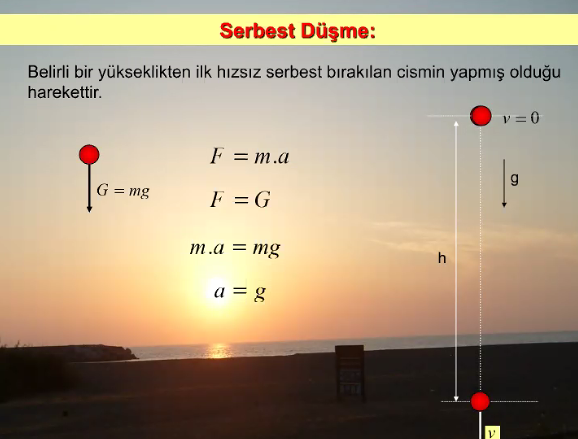 Serbest Düşme:
Belirli bir yükseklikten ilk hızsız serbest bırakılan cismin yapmış olduğu
harekettir.
v = 0
F = m.a
g
G = mg
F = G
m.a = mg
h
a = g
v